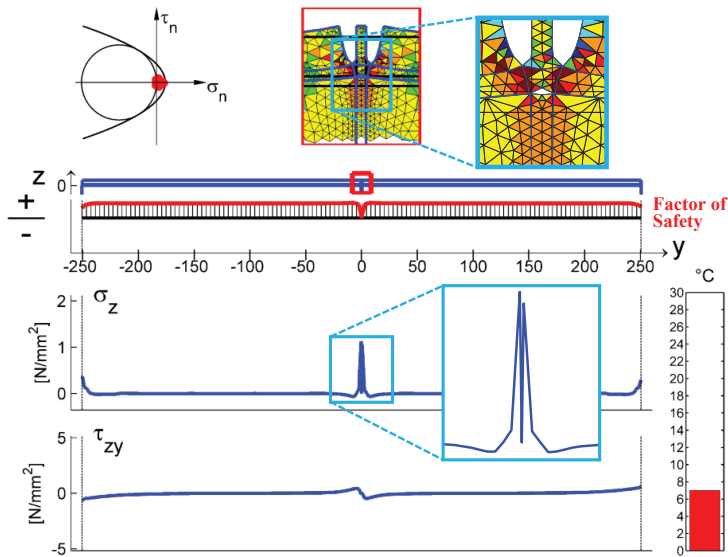 τn
σn
z
0
+
-
Factor of
Safety
y
-250 -200 -150 -100 -50 0 50 100 150 200 250
°C
σz
[N/mm²]
2
1
0
τzy
[N/mm²]
5
0
-5
30
28
26
24
22
20
18
16
14
12
10
8
6
4
2
0